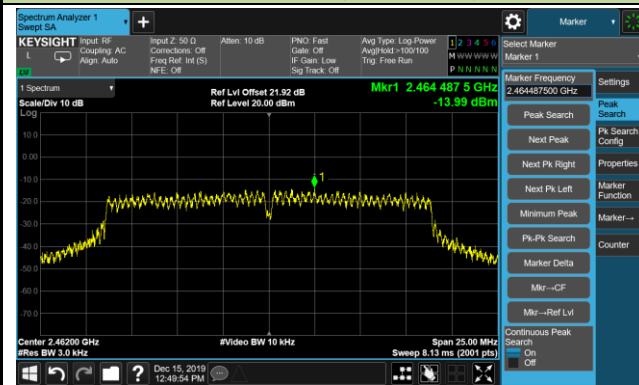 Spectrum Analyzer 1
Swept SA
Marker
KEYSIGHT
Input: RF
Coupling: AC
Align: Auto
Input Z: 50 Ω
Corrections: Off
Freq Ref: Int (S)
NFE: Off
Atten: 10 dB
PNO: Fast
Gate: Off
IF Gain: Low
Sig Track: Off
Avg Type: Log-Power
Avg|Hold:>100/100
Trig: Free Run
1 2 3 4 5 6
M W W W W W
P N N N N N
L
Select Marker
Marker 1
1 Spectrum
Scale/Div 10 dB
Log
Ref Lvl Offset 21.92 dB
Ref Level 20.00 dBm
Mkr1 2.464 487 5 GHz
-13.99 dBm
10.0
0.00
-10.0
-20.0
-30.0
-40.0
-50.0
-60.0
-70.0
1
Center 2.46200 GHz
#Res BW 3.0 kHz
#Video BW 10 kHz
Span 25.00 MHz
Sweep 8.13 ms (2001 pts)
Marker Frequency
2.464487500 GHz
Peak Search
Next Peak
Next Pk Right
Next Pk Left
Minimum Peak
Pk-Pk Search
Marker Delta
Mkr→CF
Mkr→Ref Lvl
Continuous Peak
Search
On
Off
Settings
Peak
Search
Pk Search
Config
Properties
Marker
Function
Marker→
Counter
Dec 15, 2019
12:49:54 PM